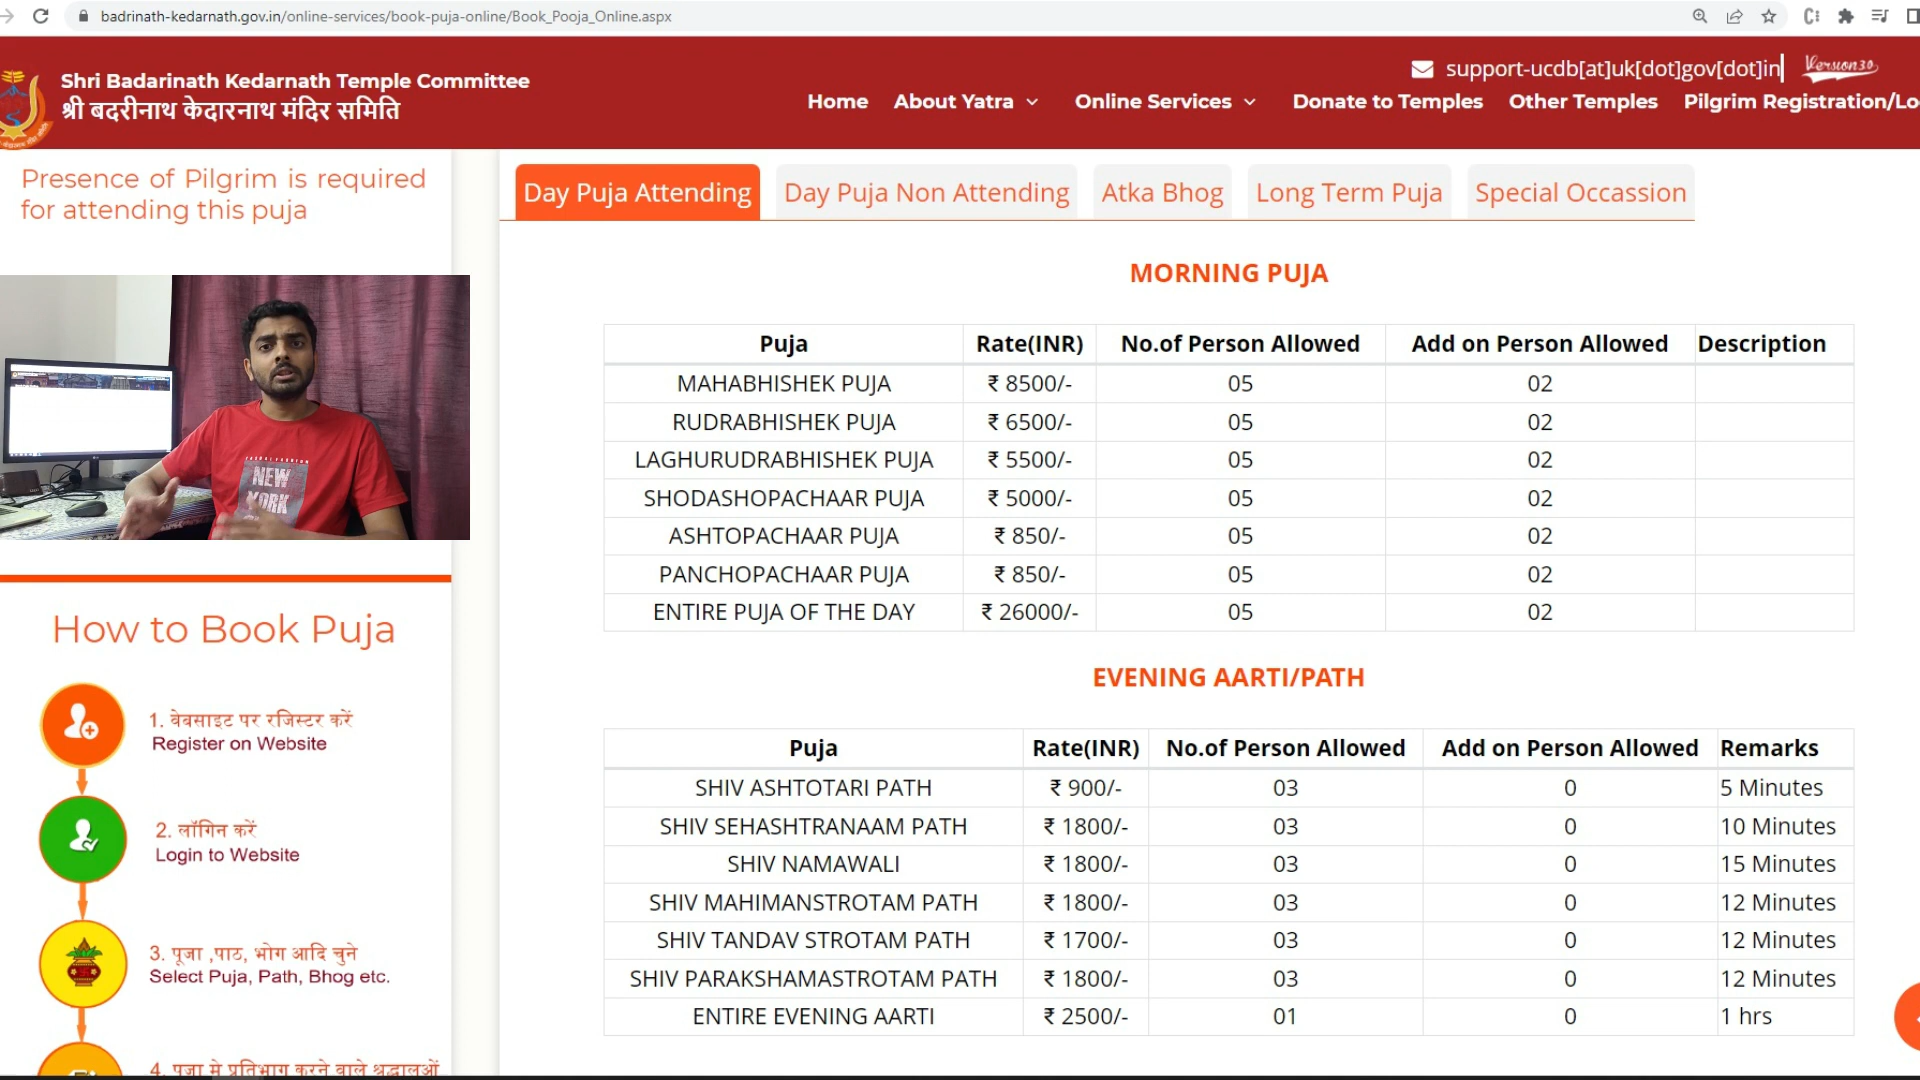 badrinath-kedarnath.gov.in/online-services/book-puja-online/Book_Pooja_Online.aspx
Shri Badarinath Kedarnath Temple Committee
श्री बदरीनाथ केदारनाथ मंदिर समिति
support-ucdb[at]uk[dot]gov[dot]in
Version3.0
Home About Yatra Online Services Donate to Temples Other Temples Pilgrim Registration/Lo
Presence of Pilgrim is required
for attending this puja
NEW
YORK
How to Book Puja
1. वेबसाइट पर रजिस्टर करें
Register on Website
2. लॉगिन करें
Login to Website
3. पूजा ,पाठ, भोग आदि चुने
Select Puja, Path, Bhog etc.
4. पूजा मे प्रतिभाग करने वाले श्रद्धालुओं
Day Puja Attending Day Puja Non Attending Atka Bhog Long Term Puja Special Occassion
MORNING PUJA
Puja Rate(INR) No.of Person Allowed Add on Person Allowed Description
MAHABHISHEK PUJA ₹ 8500/- 05 02
RUDRABHISHEK PUJA ₹ 6500/- 05 02
LAGHURUDRABHISHEK PUJA ₹ 5500/- 05 02
SHODASHOPACHAAR PUJA ₹ 5000/- 05 02
ASHTOPACHAAR PUJA ₹ 850/- 05 02
PANCHOPACHAAR PUJA ₹ 850/- 05 02
ENTIRE PUJA OF THE DAY ₹ 26000/- 05 02
EVENING AARTI/PATH
Puja Rate(INR) No.of Person Allowed Add on Person Allowed Remarks
SHIV ASHTOTARI PATH ₹ 900/- 03 0 5 Minutes
SHIV SEHASHTRANAAM PATH ₹ 1800/- 03 0 10 Minutes
SHIV NAMAWALI ₹ 1800/- 03 0 15 Minutes
SHIV MAHIMANSTROTAM PATH ₹ 1800/- 03 0 12 Minutes
SHIV TANDAV STROTAM PATH ₹ 1700/- 03 0 12 Minutes
SHIV PARAKSHAMASTROTAM PATH ₹ 1800/- 03 0 12 Minutes
ENTIRE EVENING AARTI ₹ 2500/- 01 0 1 hrs